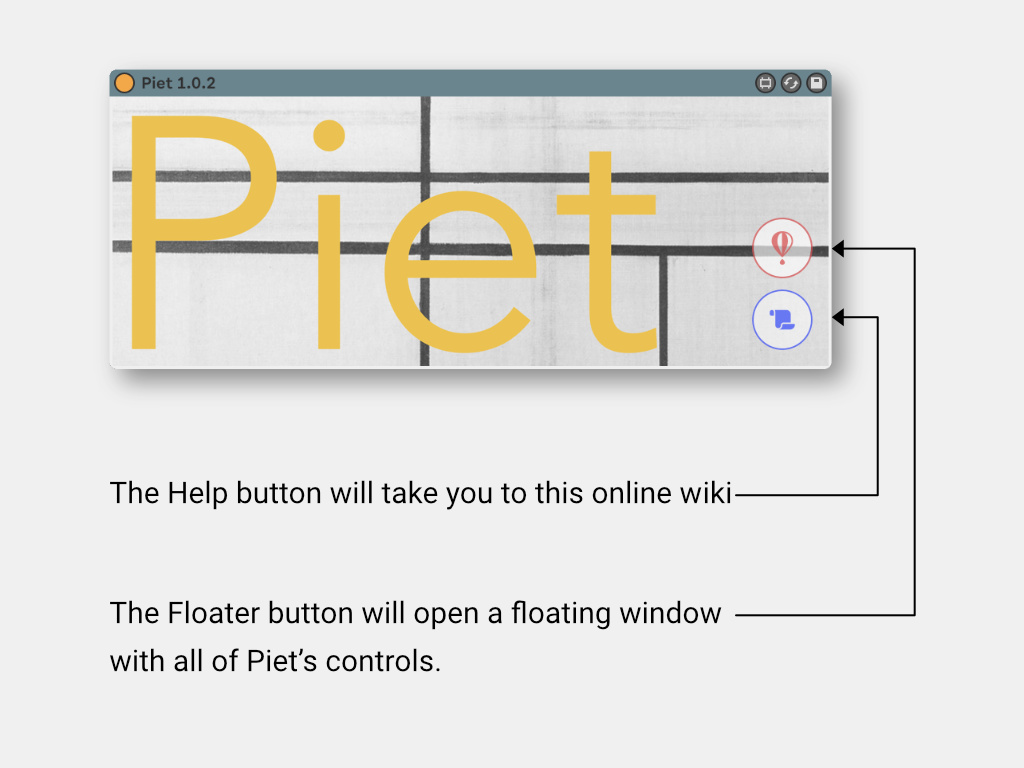 Piet 1.0.2
Piet
The Help button will take you to this online wiki
The Floater button will open a floating window
with all of Piet’s controls.